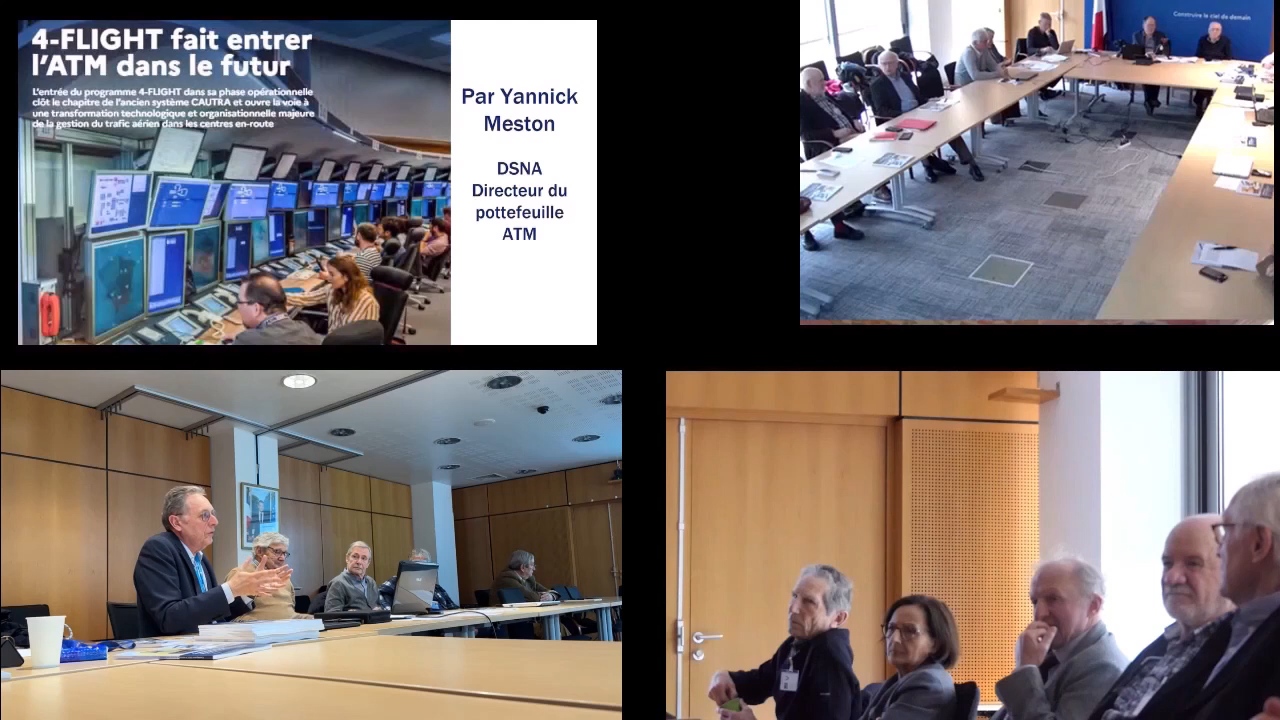 4-FLIGHT fait entrer
l'ATM dans le futur
L'entrée du programme 4-FLIGHT dans sa phase opérationnelle
clôt le chapitre de l'ancien système CAUTRA et ouvre la voie à
une transformation technologique et organisationnelle majeure
de la gestion du trafic aérien dans les centres en-route
Par Yannick
Meston
DSNA
Directeur du
pottefeuille
ATM
Construire le ciel de demain